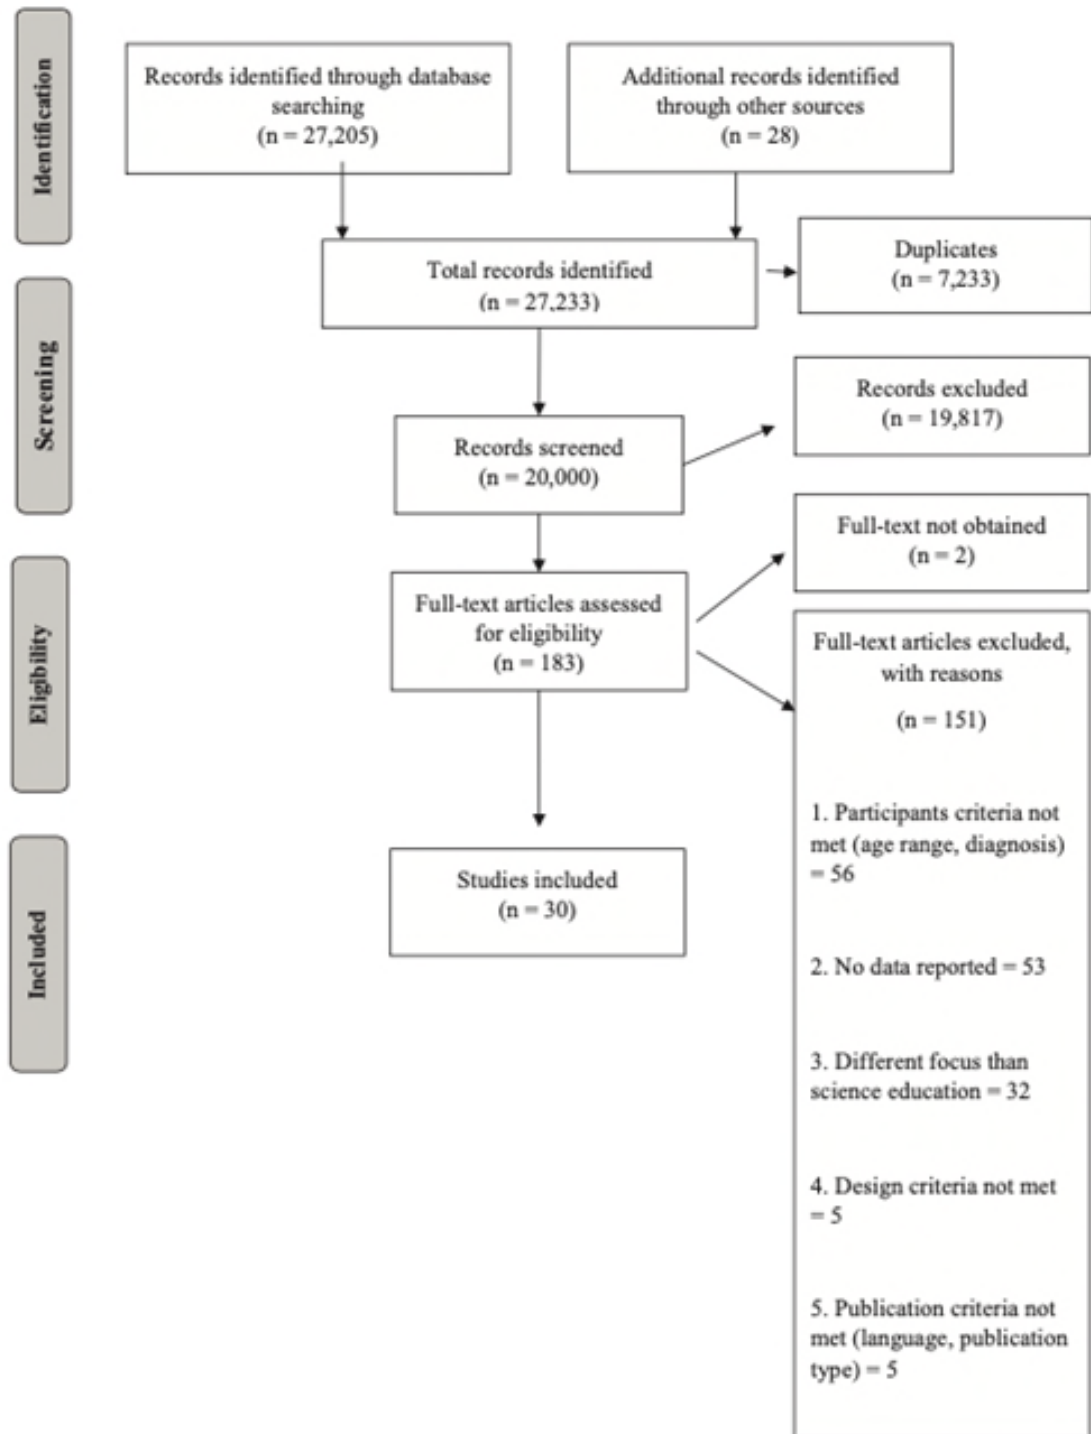 Identification
Records identified through database
searching
(n = 27,205)
Additional records identified
through other sources
(n = 28)
Total records identified
(n = 27,233)
Duplicates
(n = 7,233)
Screening
Records excluded
(n = 19,817)
Records screened
(n = 20,000)
Full-text not obtained
(n = 2)
Eligibility
Full-text articles assessed
for eligibility
(n = 183)
Full-text articles excluded,
with reasons
(n = 151)
1. Participants criteria not
met (age range, diagnosis)
= 56
2. No data reported = 53
3. Different focus than
science education = 32
4. Design criteria not met
= 5
5. Publication criteria not
met (language, publication
type) = 5
Included
Studies included
(n = 30)